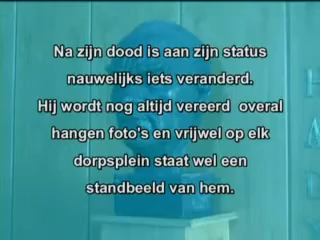 Na zijn dood is aan zijn status
nauwelijks iets veranderd.
Hij wordt nog altijd vereerd  overal
hangen foto's en vrijwel op elk
dorpsplein staat wel een
standbeeld van hem.